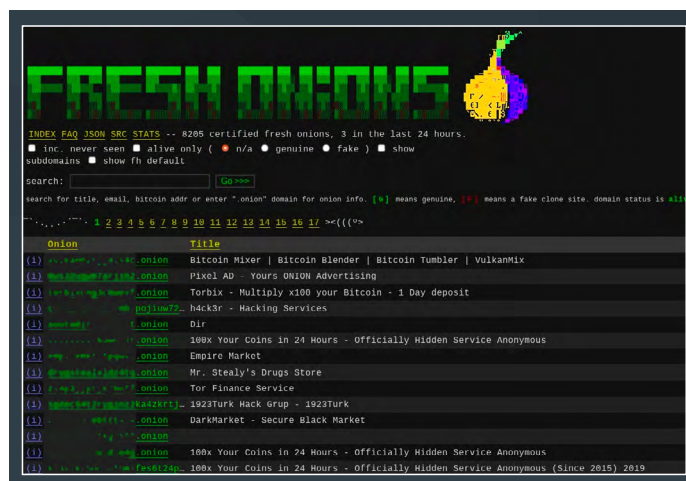 FRESH ONIONS
INDEX FAQ JSON SRC STATS -- 8205 certified fresh onions, 3 in the last 24 hours.
inc. never seen alive only ( n/a genuine fake ) show
subdomains show fh default
search: Go >>>
search for title, email, bitcoin addr or enter ".onion" domain for onion info. means genuine, means a fake clone site. domain status is
1 2 3 4 5 6 7 8 9 10 11 12 13 14 15 16 17 ><(((º>
Onion Title
(i) .onion Bitcoin Mixer | Bitcoin Blender | Bitcoin Tumbler | VulkanMix
(i) .onion Pixel AD - Yours ONION Advertising
(i) .onion Torbix - Multiply x100 your Bitcoin - 1 Day deposit
(i) h4ck3r - Hacking Services
(i) .onion Dir
(i) .onion 100x Your Coins in 24 Hours - Officially Hidden Service Anonymous
(i) .onion Empire Market
(i) .onion Mr. Stealy's Drugs Store
(i) .onion Tor Finance Service
(i) 1923Turk Hack Grup - 1923Turk
(i) .onion DarkMarket - Secure Black Market
(i) .onion
(i) .onion 100x Your Coins in 24 Hours - Officially Hidden Service Anonymous
(i) 100x Your Coins in 24 Hours - Officially Hidden Service Anonymous (Since 2015) 2019